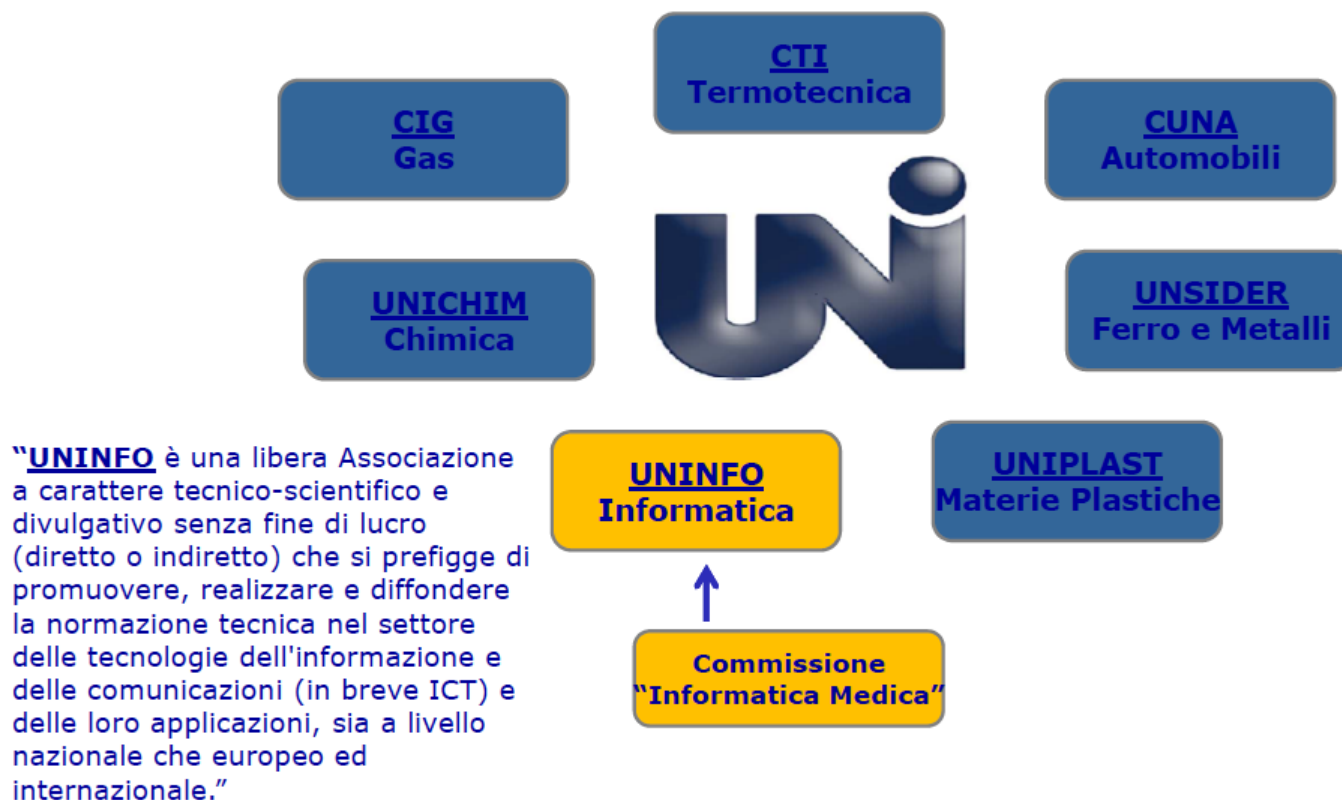 CTI
Termotecnica
CIG
Gas
CUNA
Automobili
UNI
UNICHIM
Chimica
UNSIDER
Ferro e Metalli
"UNINFO è una libera Associazione
a carattere tecnico-scientifico e
divulgativo senza fine di lucro
(diretto o indiretto) che si prefigge di
promuovere, realizzare e diffondere
la normazione tecnica nel settore
delle tecnologie dell'informazione e
delle comunicazioni (in breve ICT) e
delle loro applicazioni, sia a livello
nazionale che europeo ed
internazionale."
UNINFO
Informatica
UNIPLAST
Materie Plastiche
Commissione
"Informatica Medica"